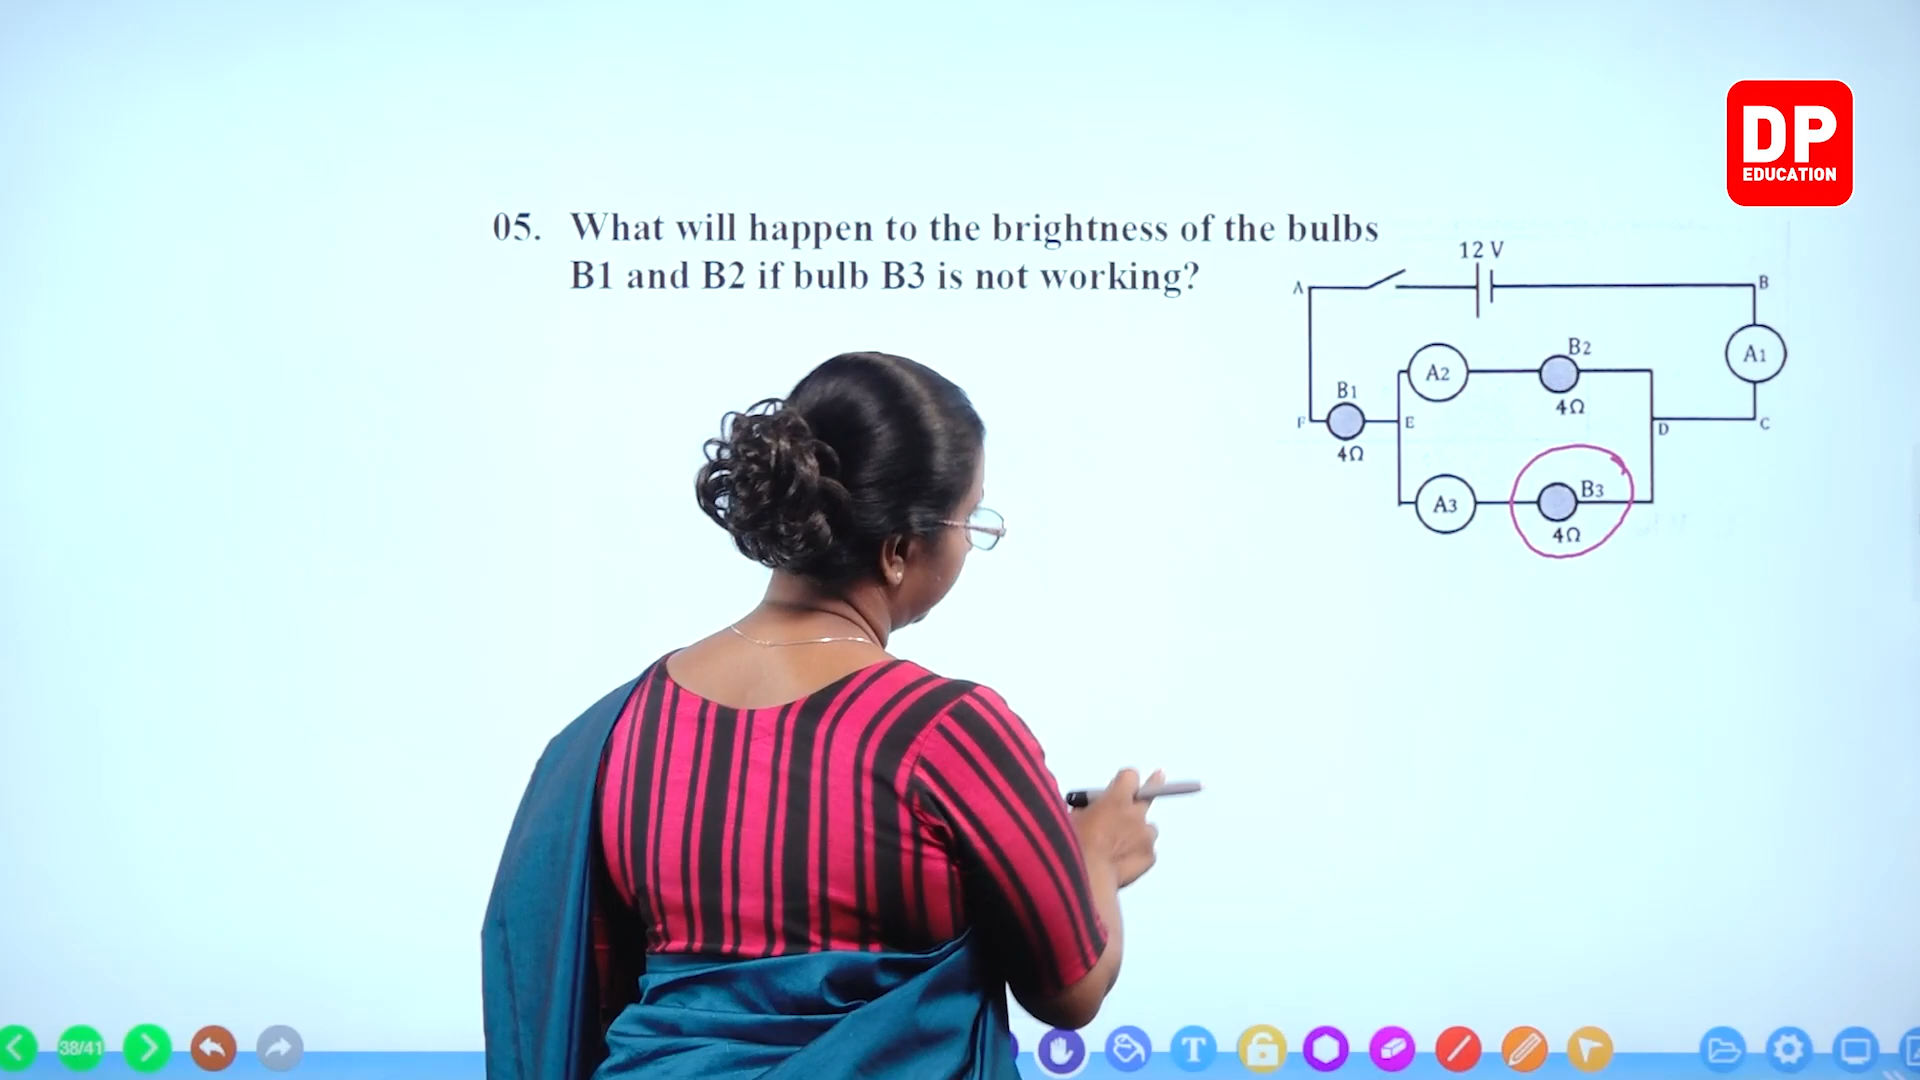 DP
EDUCATION
05. What will happen to the brightness of the bulbs
B1 and B2 if bulb B3 is not working?
12 V
A
B
B2
A1
A2
B1
4Ω
F
E
D
C
4Ω
B3
A3
4Ω
38/41
T